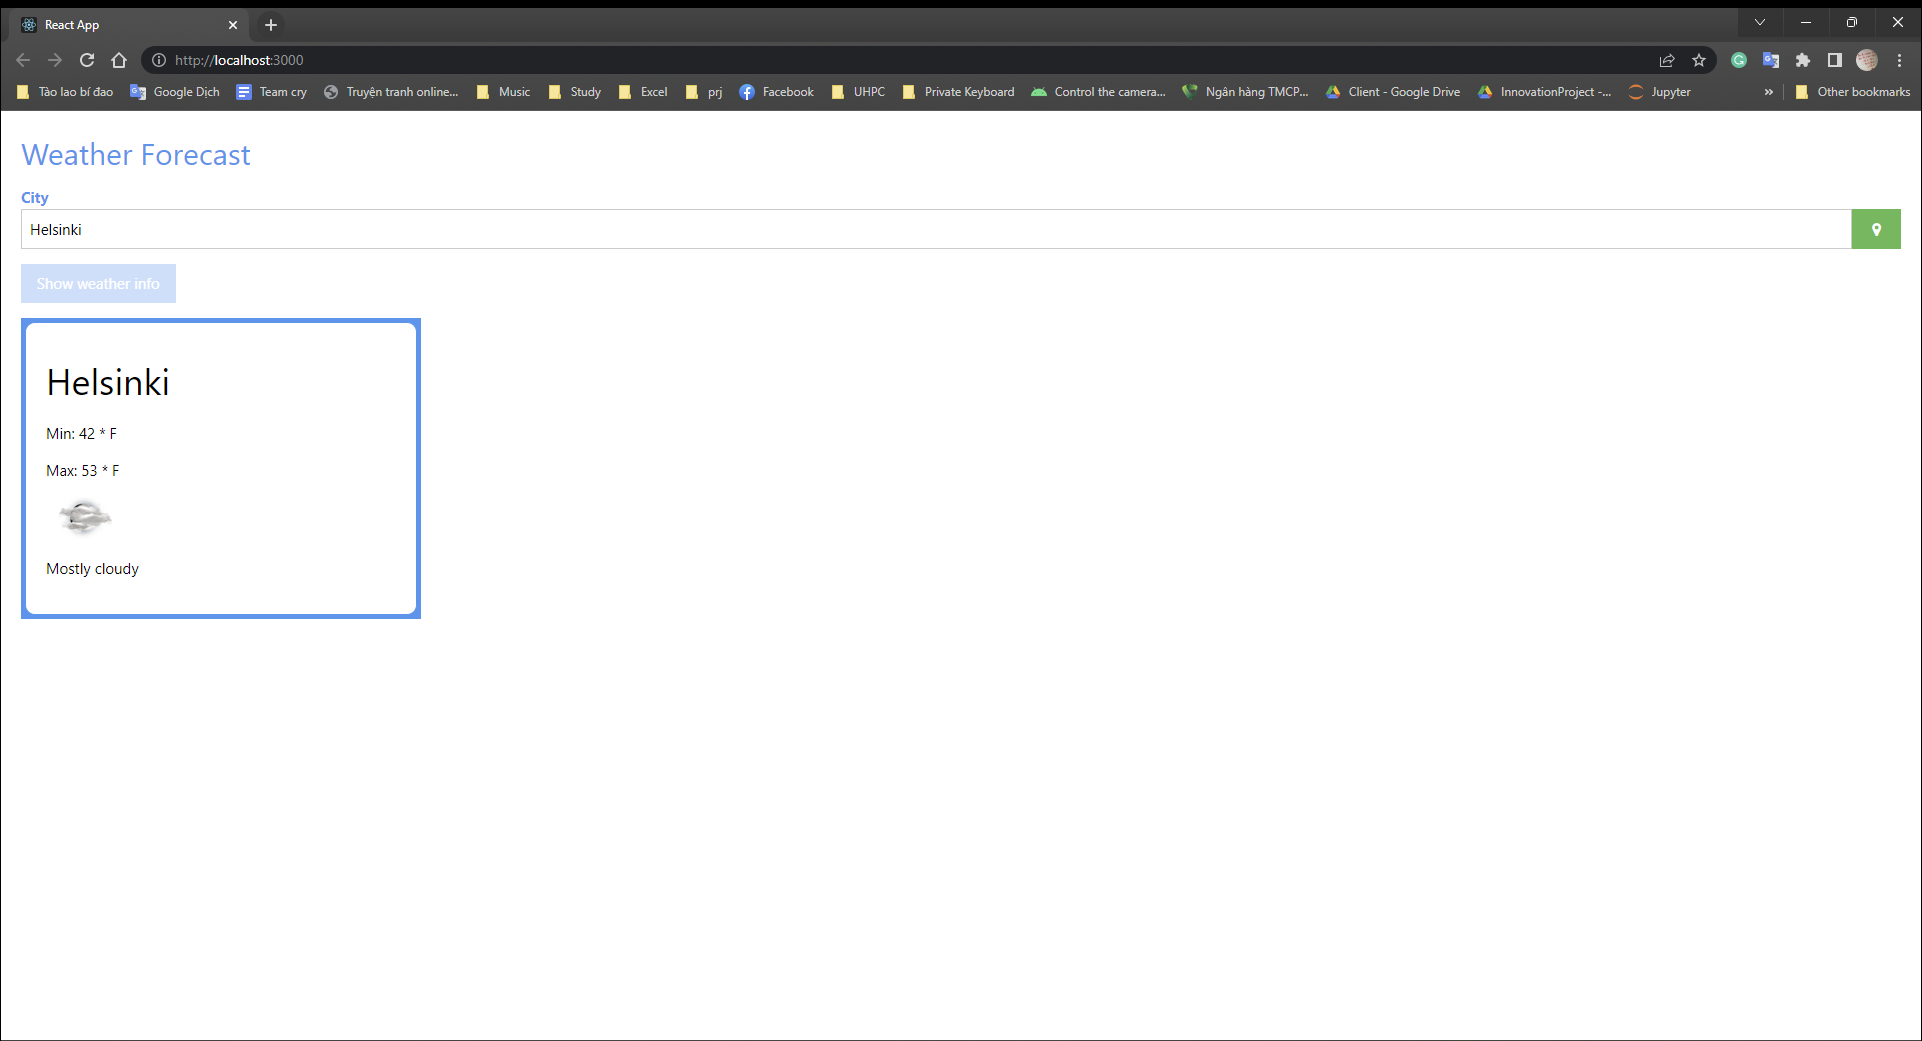 React App
http://localhost:3000
Tào lao bí đao Google Dịch Team cry Truyện tranh online... Music Study Excel prj Facebook UHPC Private Keyboard Control the camera... Ngân hàng TMCP... Client - Google Drive InnovationProject -... Jupyter » Other bookmarks
Weather Forecast
City
Helsinki
Show weather info
Helsinki
Min: 42 * F
Max: 53 * F
Mostly cloudy